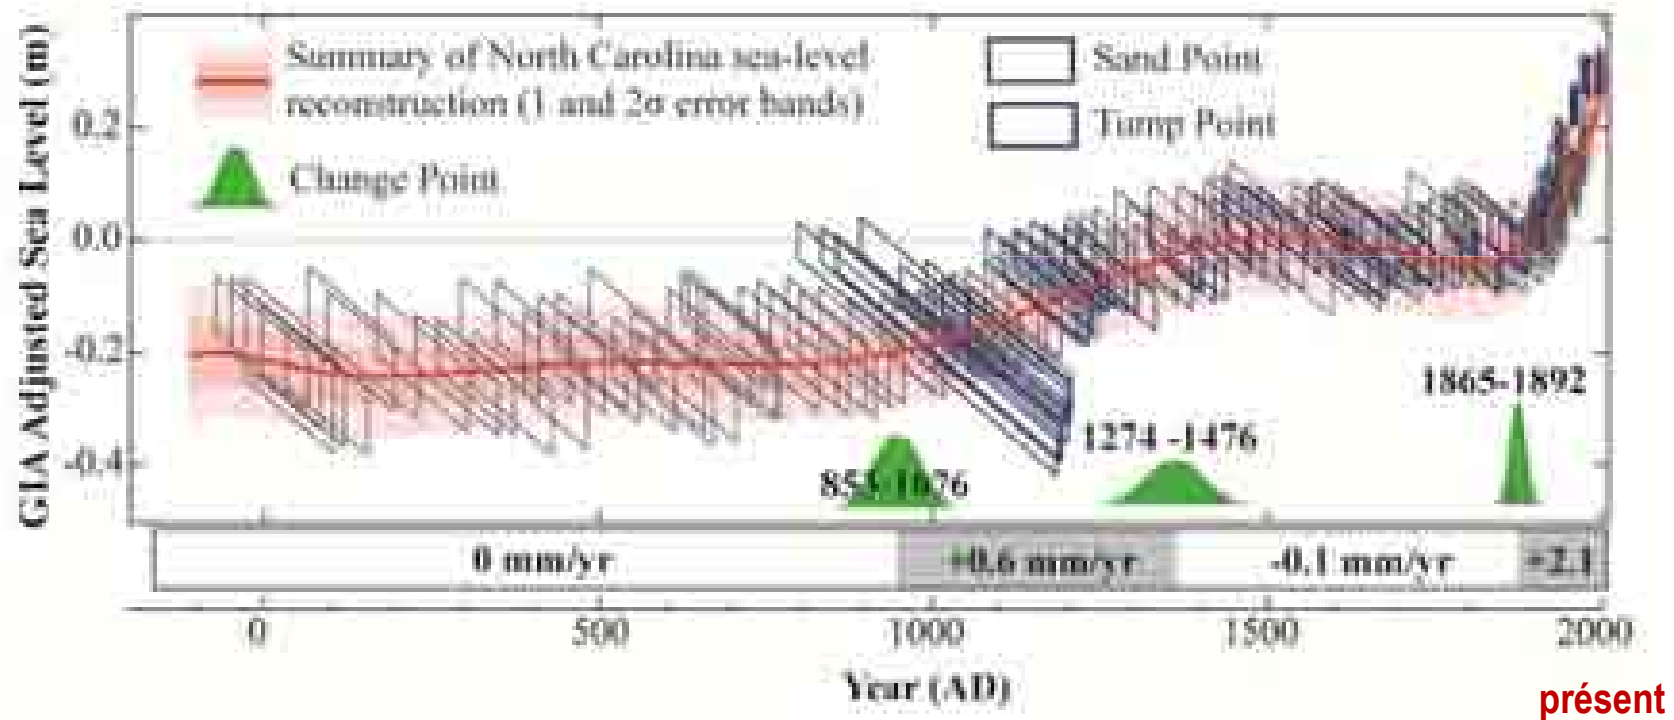 GIA Adjusted Sea Level (m)
Summary of North Carolina sea-level
reconstruction (1 and 2σ error bands)
Change Point
Sand Point
Tump Point
0.2
0.0
-0.2
-0.4
853-1076
1274 -1476
1865-1892
0 mm/yr
+0.6 mm/yr
-0.1 mm/yr
+2.1
0
500
1000
1500
2000
Year (AD)
présent